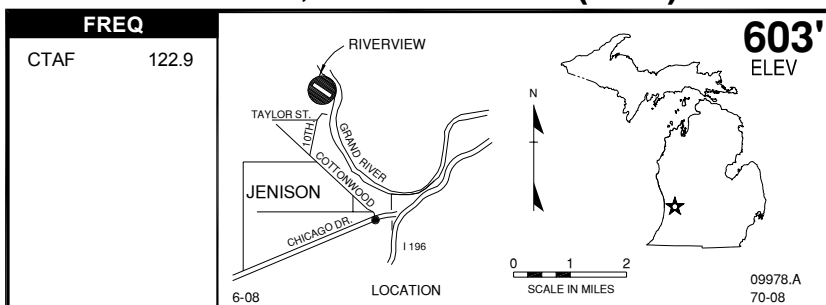 FREQ
CTAF 122.9
RIVERVIEW
TAYLOR ST.
10TH
GRAND RIVER
COTTONWOOD
JENISON
CHICAGO DR.
I 196
6-08
LOCATION
N
0 1 2
SCALE IN MILES
603'
ELEV
09978.A
70-08